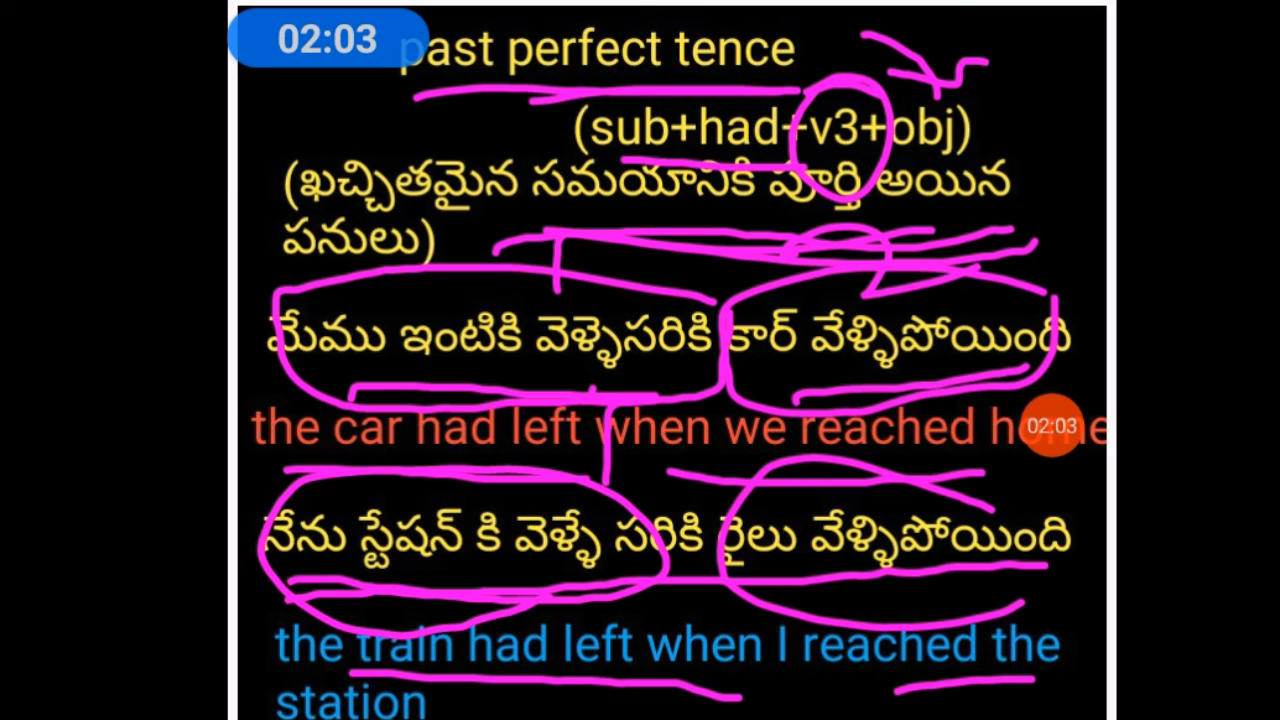 02:03
past perfect tence
(sub+had+v3+obj)
(ఖచ్చితమైన సమయానికి పూర్తి అయిన
పనులు)
మేము ఇంటికి వెళ్ళెసరికి కార్ వేళ్ళిపోయింది
the car had left when we reached home
02:03
నేను స్టేషన్ కి వెళ్ళే సరికి రైలు వేళ్ళిపోయింది
the train had left when I reached the
station